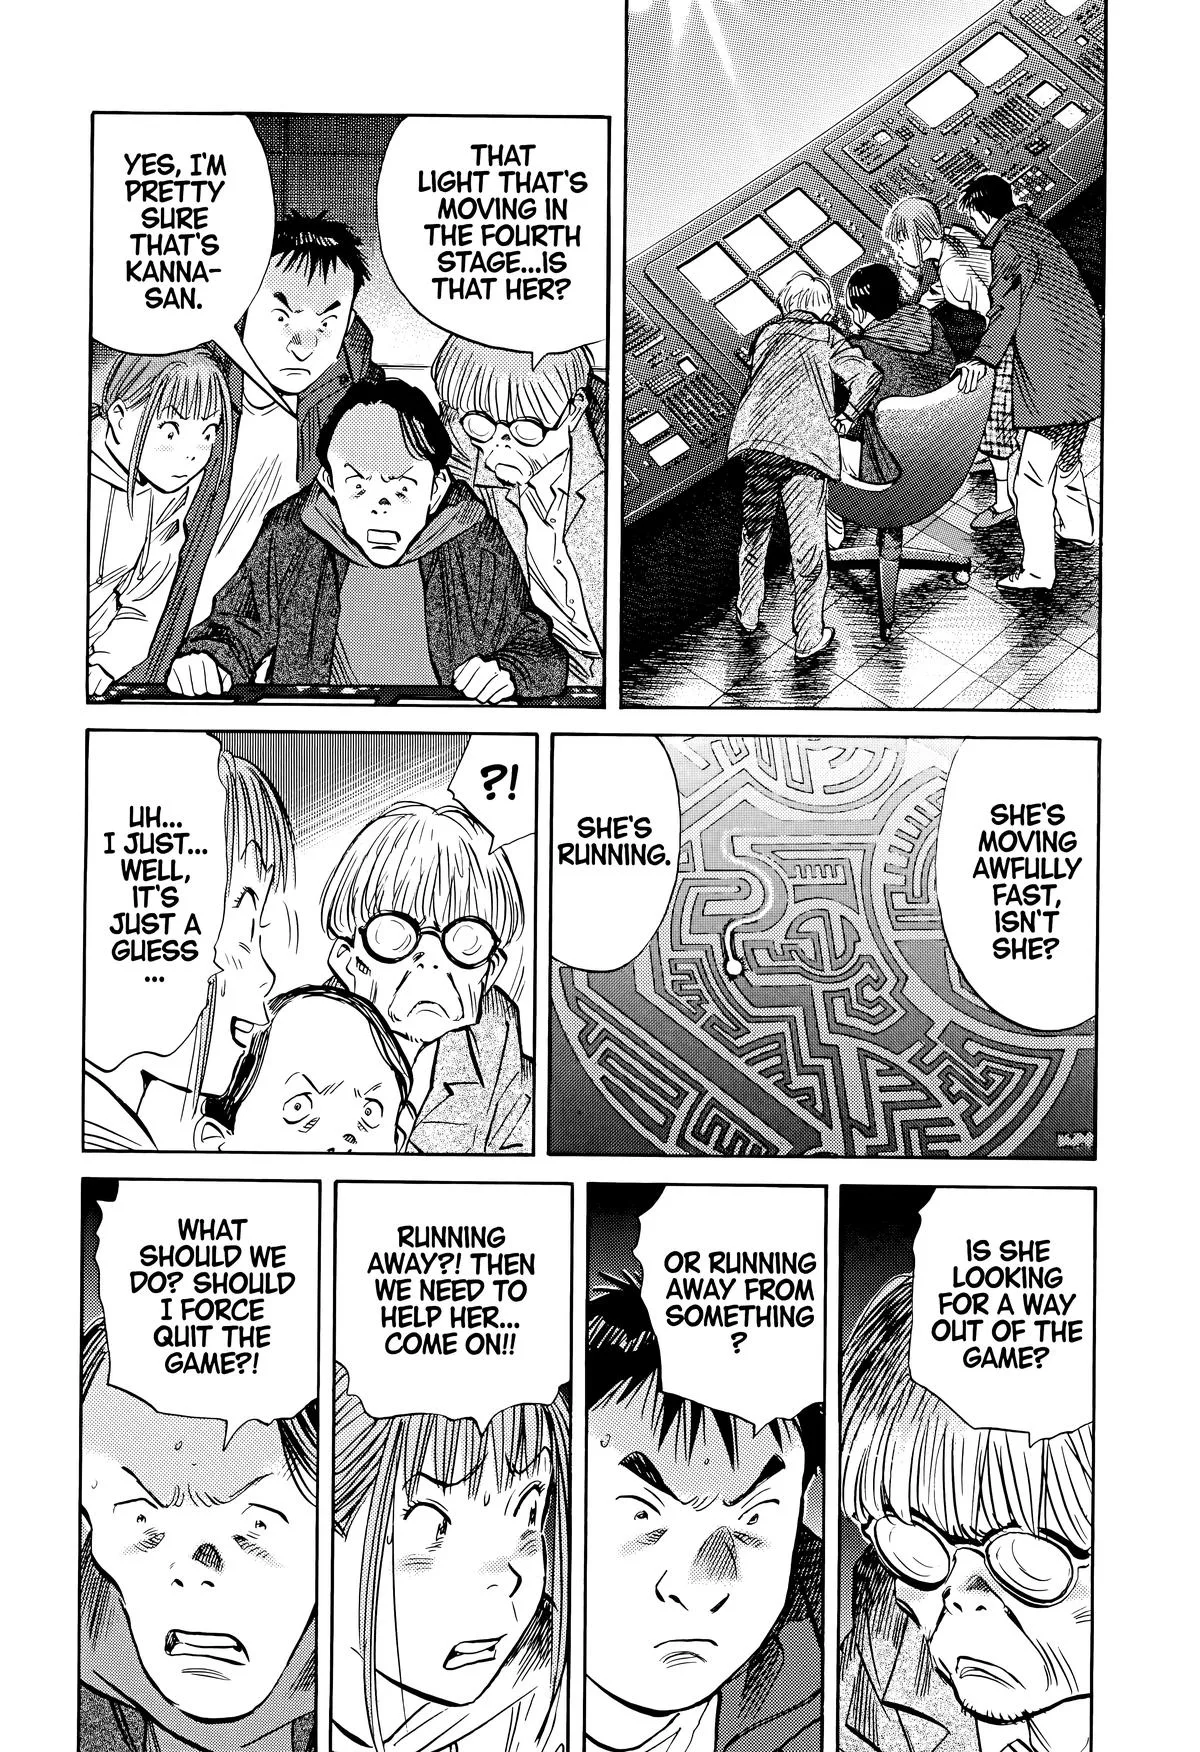 THAT
LIGHT THAT'S
MOVING IN
THE FOURTH
STAGE...IS
THAT HER?
YES, I'M
PRETTY
SURE
THAT'S
KANNA-
SAN.
SHE'S
MOVING
AWFULLY
FAST,
ISN'T
SHE?
SHE'S
RUNNING.
?!
UH...
I JUST...
WELL,
IT'S
JUST A
GUESS
...
IS SHE
LOOKING
FOR A WAY
OUT OF THE
GAME?
OR RUNNING
AWAY FROM
SOMETHING
?
RUNNING
AWAY?! THEN
WE NEED TO
HELP HER...
COME ON!!
WHAT
SHOULD WE
DO? SHOULD
I FORCE
QUIT THE
GAME?!